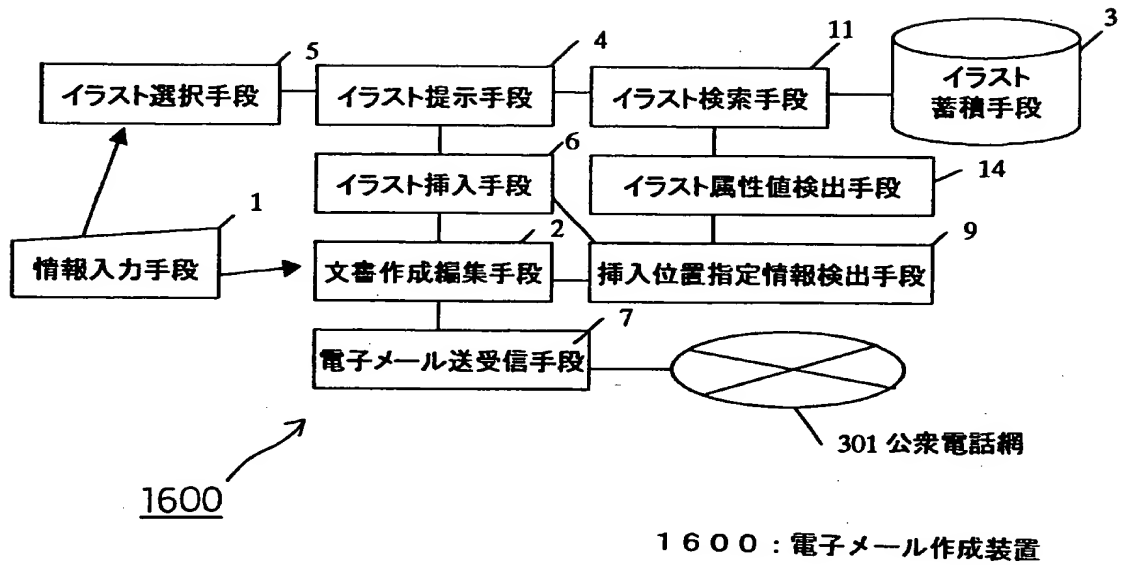 5
4
11
3
イラスト選択手段
イラスト提示手段
イラスト検索手段
イラスト
蓄積手段
6
14
イラスト挿入手段
イラスト属性値検出手段
1
2
9
情報入力手段
文書作成編集手段
挿入位置指定情報検出手段
7
電子メール送受信手段
301 公衆電話網
1600
1600:電子メール作成装置